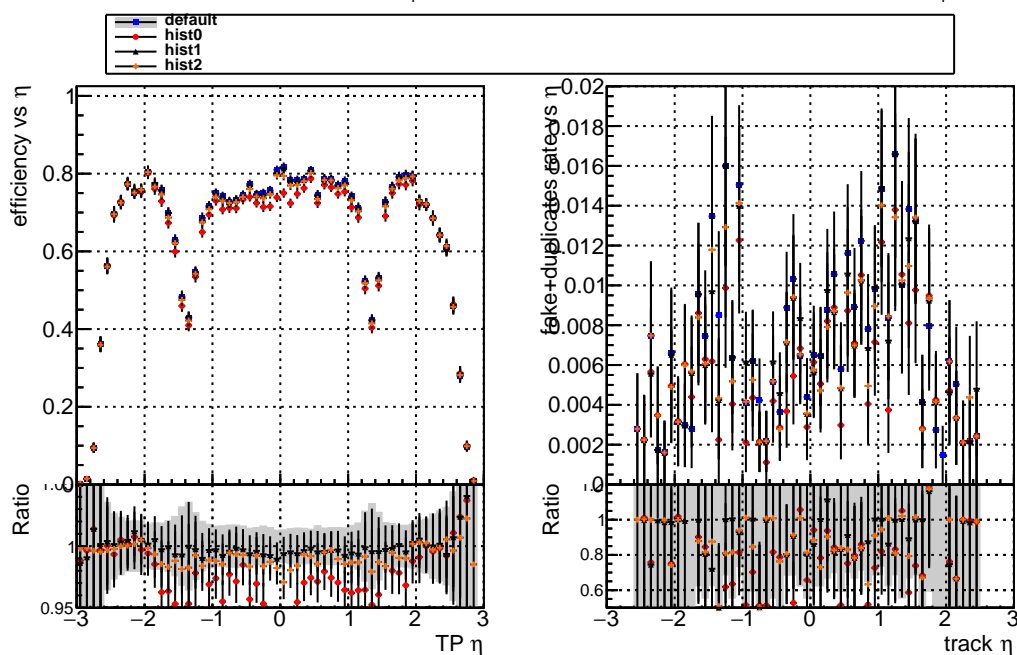 default
hist0
hist1
hist2
efficiency vs η
1
0.8
0.6
0.4
0.2
0
Ratio
1
0.95
−3 −2 −1 0 1 2 3
TP η
fake+duplicates rate vs η
0.02
0.018
0.016
0.014
0.012
0.01
0.008
0.006
0.004
0.002
0
Ratio
1
0.8
0.6
−3 −2 −1 0 1 2 3
track η